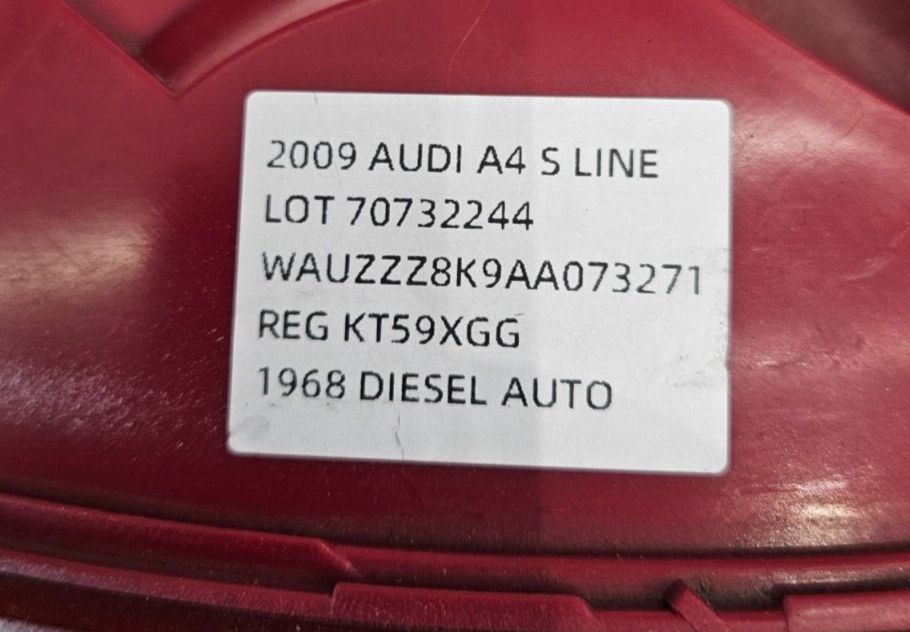 2009 AUDI A4 S LINE
LOT 70732244
WAUZZZ8K9AA073271
REG KT59XGG
1968 DIESEL AUTO